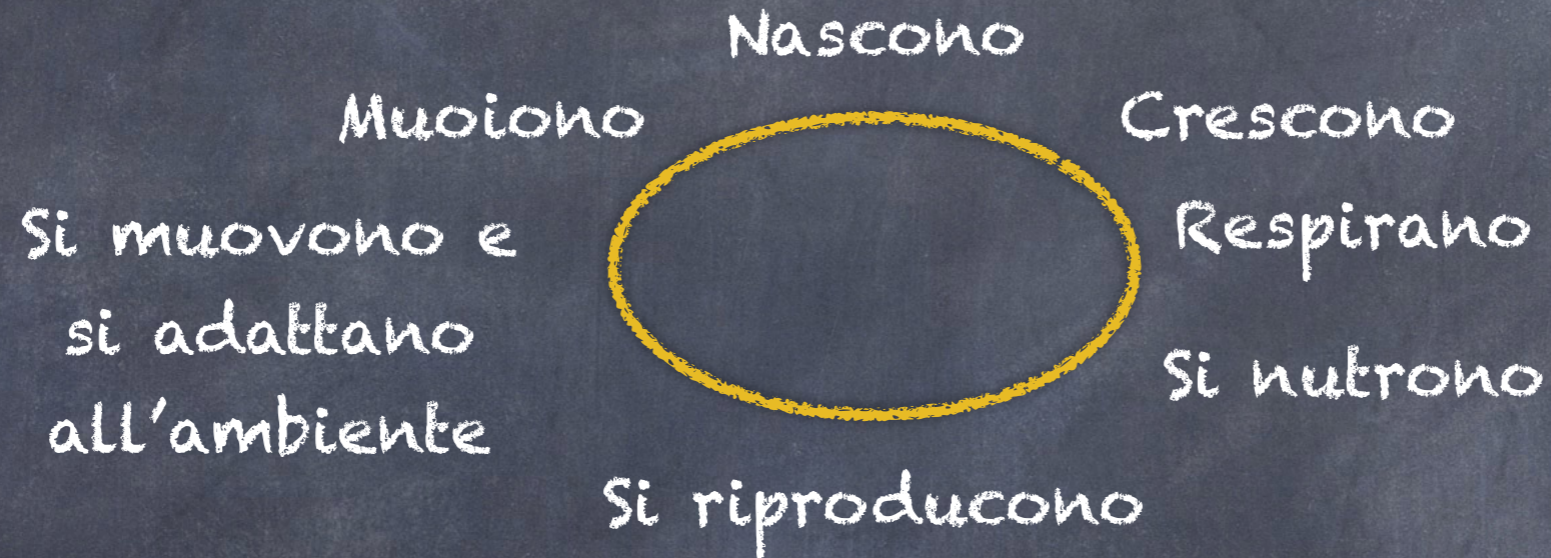 Nascono
Crescono
Respirano
Si nutrono
Si riproducono
Si muovono e
si adattano
all'ambiente
Muoiono